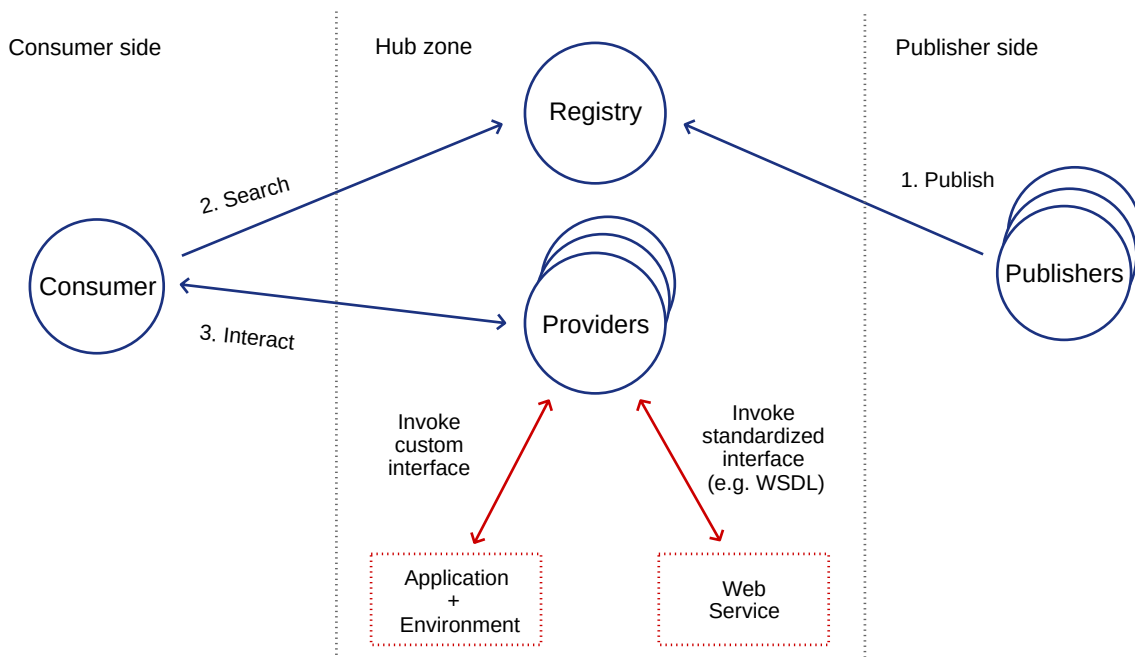 Consumer side
Hub zone
Publisher side
Registry
2. Search
1. Publish
Consumer
Publishers
3. Interact
Providers
Invoke
custom
interface
Invoke
standardized
interface
(e.g. WSDL)
Application
+
Environment
Web
Service